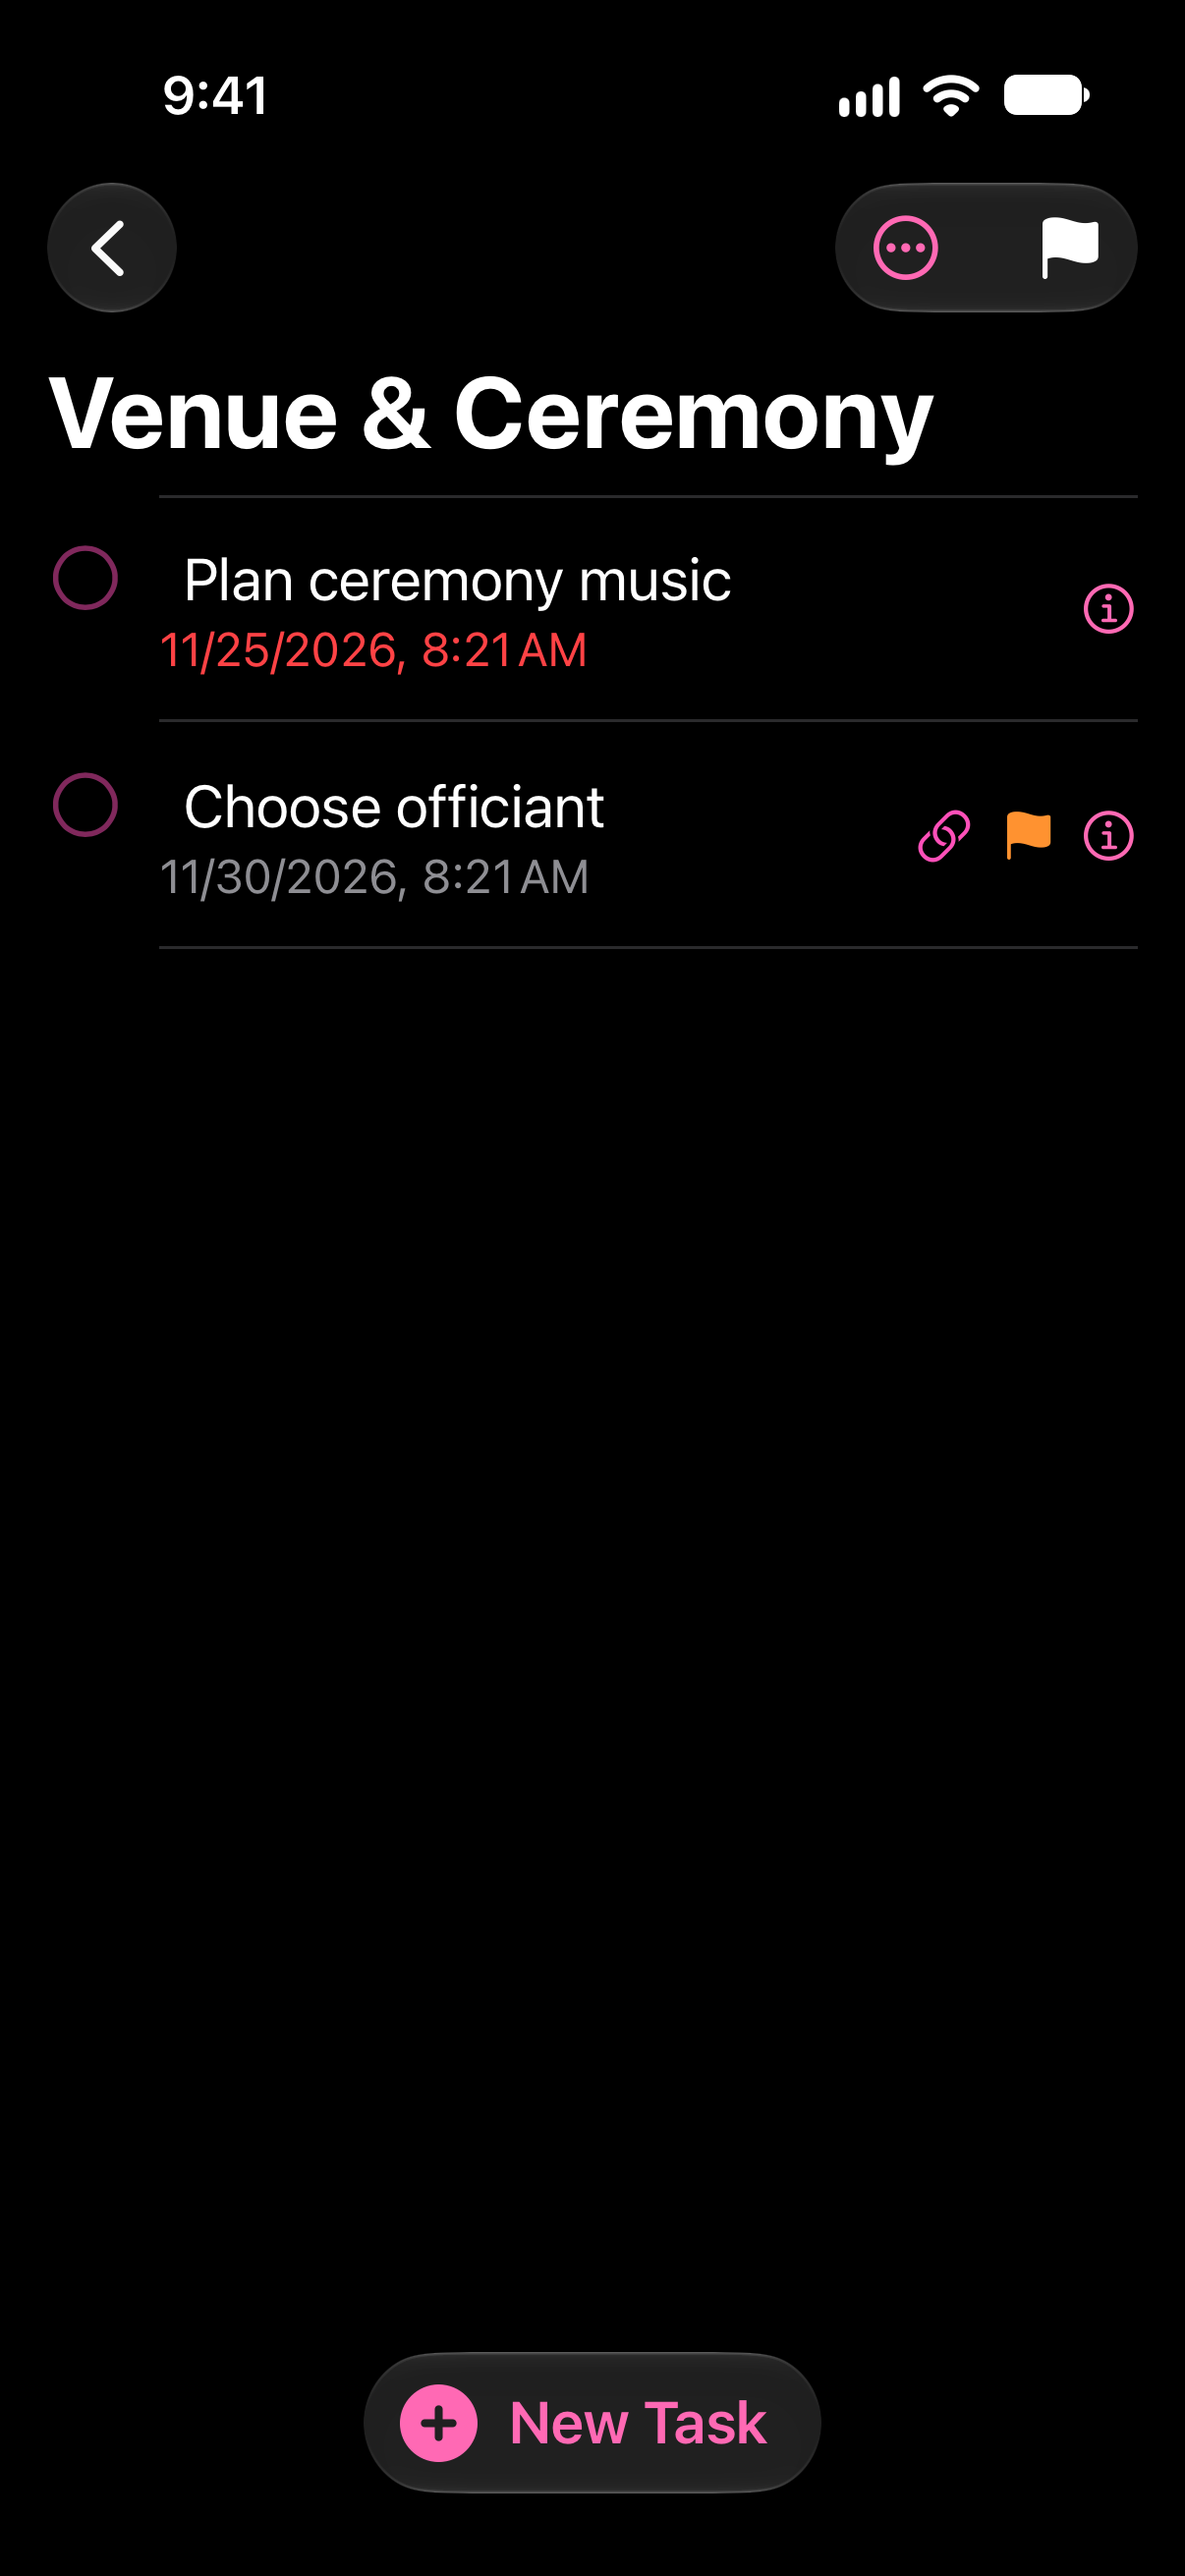 9:41
Venue & Ceremony
Plan ceremony music
11/25/2026, 8:21 AM
Choose officiant
11/30/2026, 8:21 AM
New Task